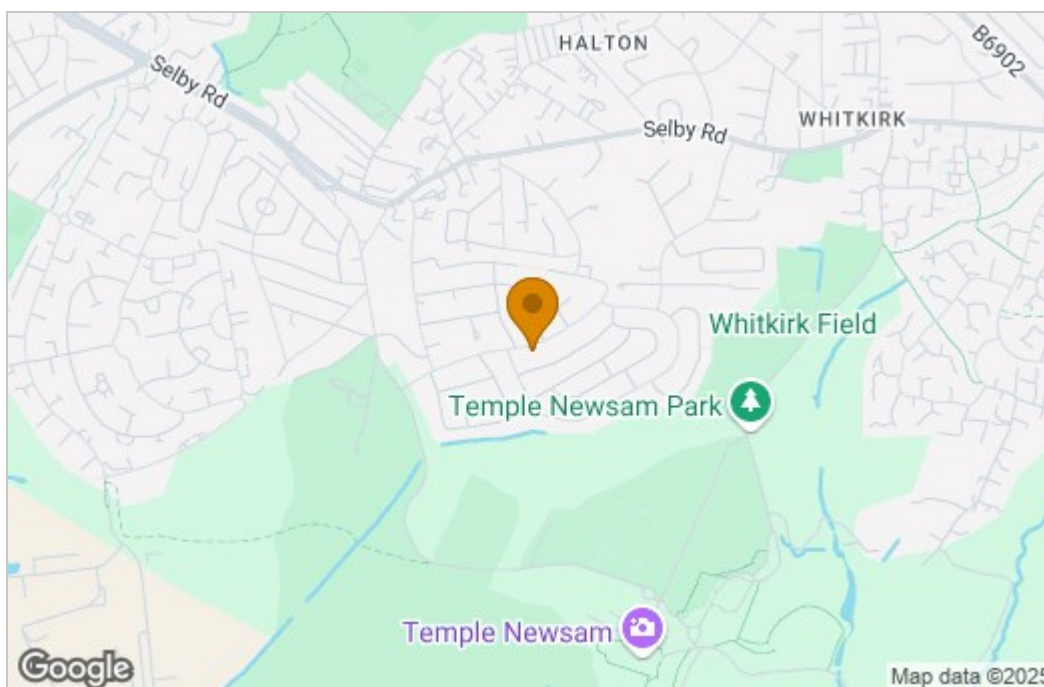 HALTON
B6902
Selby Rd
WHITKIRK
Selby Rd
Whitkirk Field
Temple Newsam Park
Temple Newsam
Google
Map data ©2025